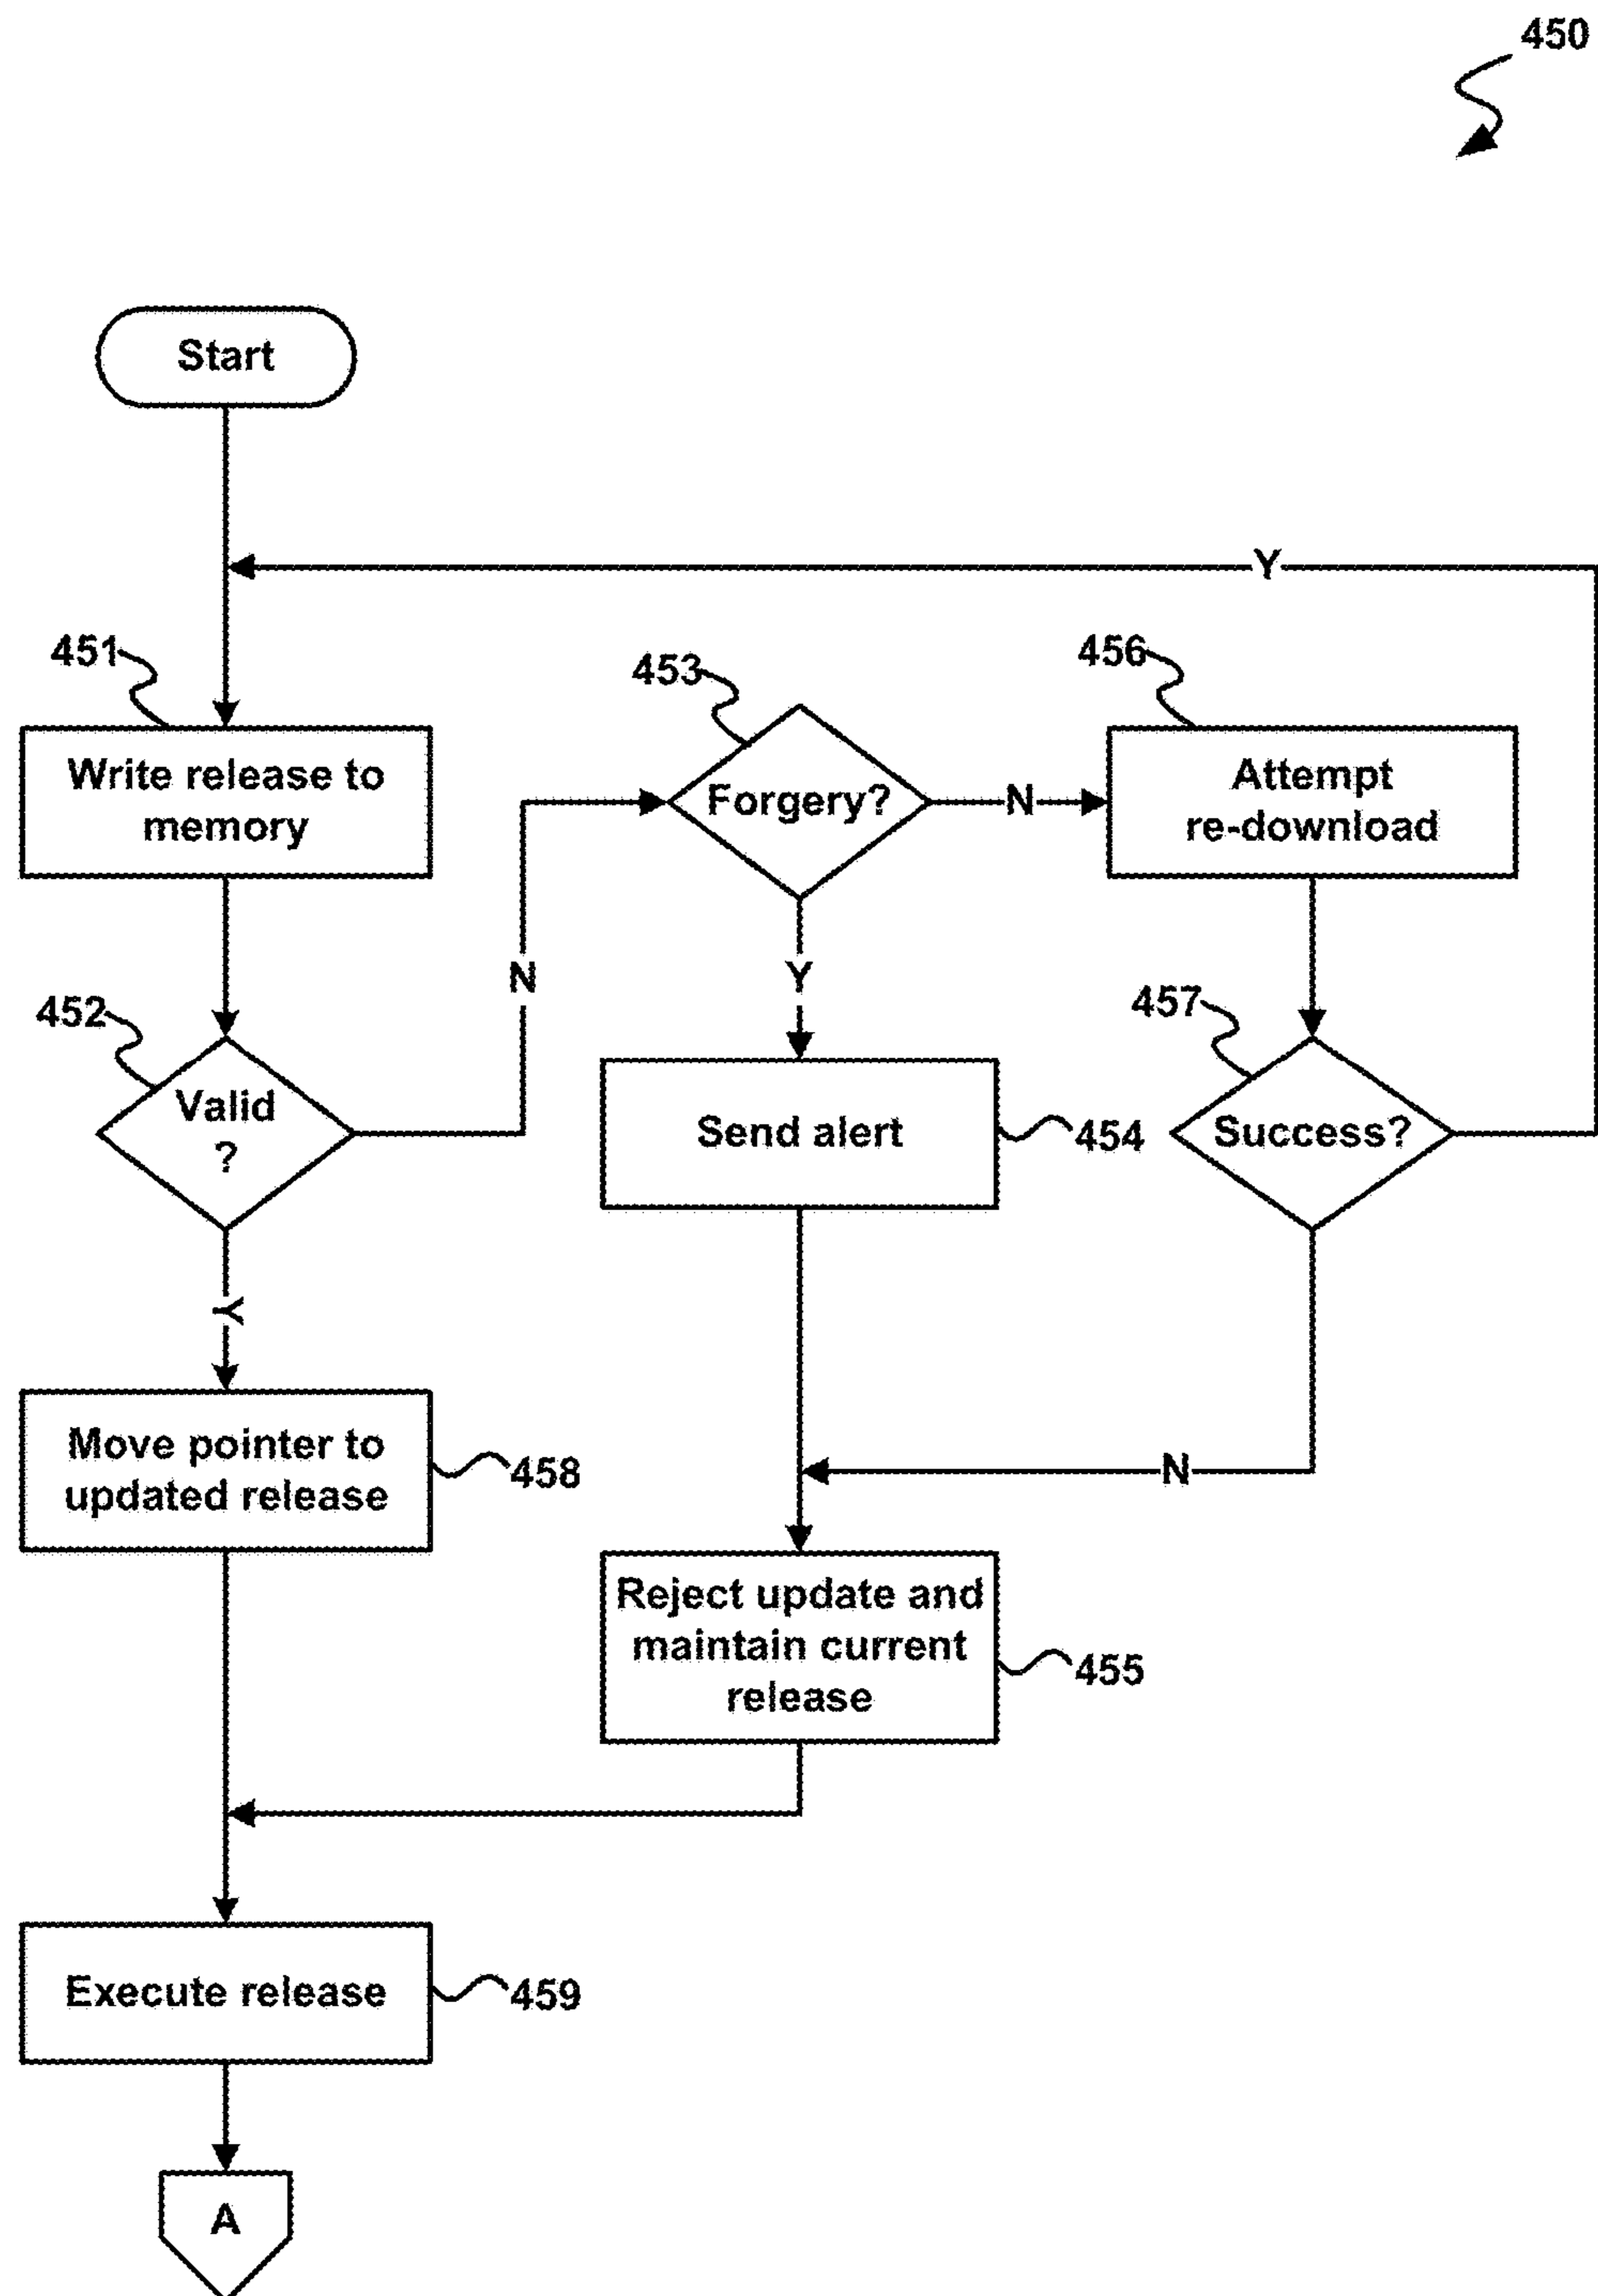 450
Start
Y
451
453
456
Write release to
memory
Forgery?
N
Attempt
re-download
N
Y
452
457
Valid
?
Send alert
454
Success?
Y
Move pointer to
updated release
458
N
Reject update and
maintain current
release
455
Execute release
459
A